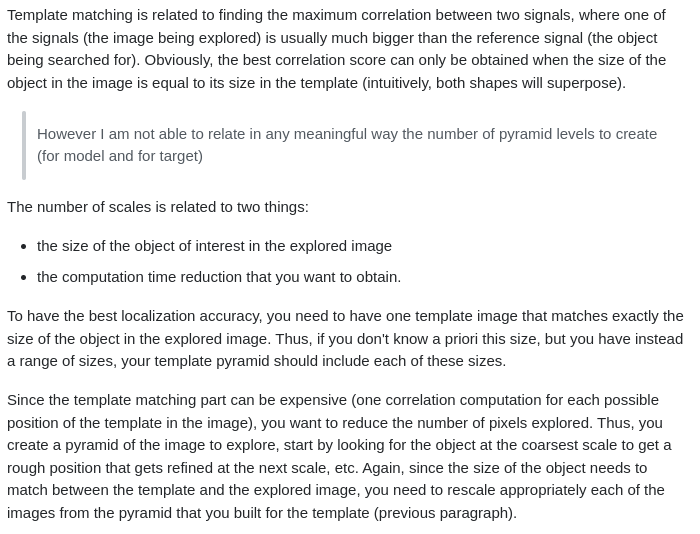 Template matching is related to finding the maximum correlation between two signals, where one of
the signals (the image being explored) is usually much bigger than the reference signal (the object
being searched for). Obviously, the best correlation score can only be obtained when the size of the
object in the image is equal to its size in the template (intuitively, both shapes will superpose).
However I am not able to relate in any meaningful way the number of pyramid levels to create
(for model and for target)
The number of scales is related to two things:
• the size of the object of interest in the explored image
• the computation time reduction that you want to obtain.
To have the best localization accuracy, you need to have one template image that matches exactly the
size of the object in the explored image. Thus, if you don't know a priori this size, but you have instead
a range of sizes, your template pyramid should include each of these sizes.
Since the template matching part can be expensive (one correlation computation for each possible
position of the template in the image), you want to reduce the number of pixels explored. Thus, you
create a pyramid of the image to explore, start by looking for the object at the coarsest scale to get a
rough position that gets refined at the next scale, etc. Again, since the size of the object needs to
match between the template and the explored image, you need to rescale appropriately each of the
images from the pyramid that you built for the template (previous paragraph).